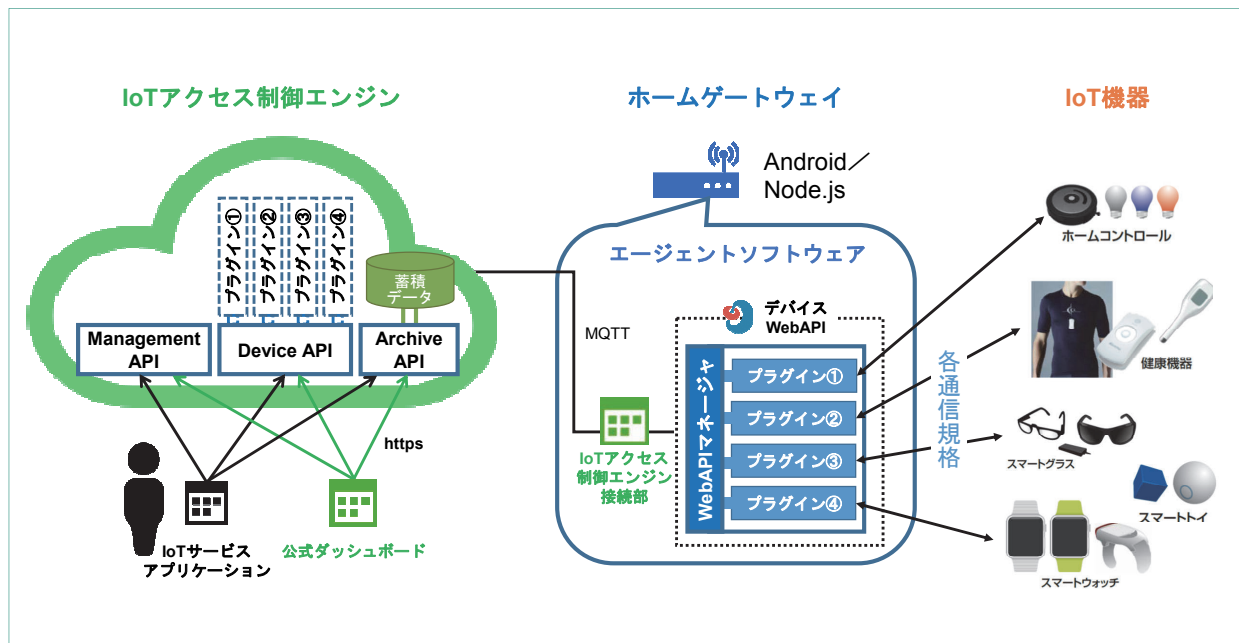 IoTアクセス制御エンジン
プラグイン①
プラグイン②
プラグイン③
プラグイン④
蓄積
データ
Management
API
Device API
Archive
API
https
IoTサービス
アプリケーション
公式ダッシュボード
MQTT
ホームゲートウェイ
Android／
Node.js
エージェントソフトウェア
デバイス
WebAPI
WebAPIマネージャ
プラグイン①
プラグイン②
プラグイン③
プラグイン④
IoTアクセス
制御エンジン
接続部
各通信規格
IoT機器
ホームコントロール
健康機器
スマートグラス
スマートトイ
スマートウォッチ